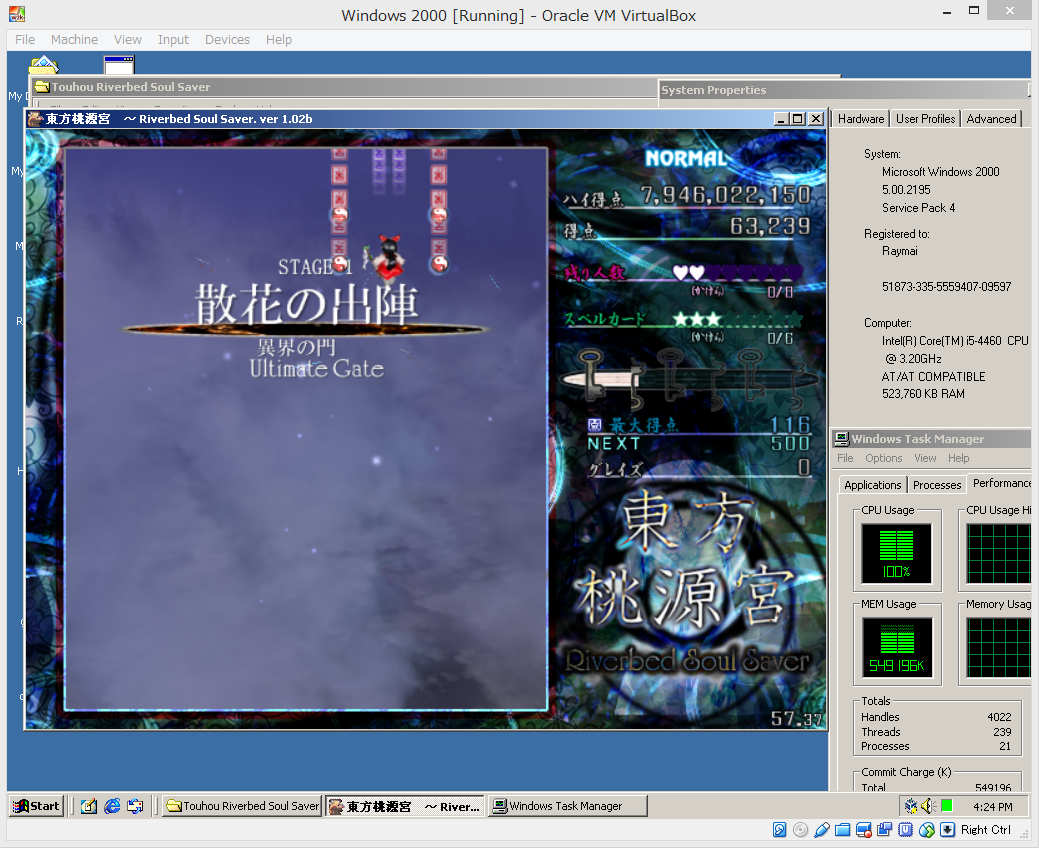 Windows 2000 [Running] - Oracle VM VirtualBox
File Machine View Input Devices Help
Touhou Riverbed Soul Saver
System Properties
東方桃源宮 ～ Riverbed Soul Saver. ver 1.02b
Hardware User Profiles Advanced
System:
Microsoft Windows 2000
5.00.2195
Service Pack 4
Registered to:
Raymai
51873-335-5559407-09597
Computer:
Intel(R) Core(TM) i5-4460 CPU
@ 3.20GHz
AT/AT COMPATIBLE
523,760 KB RAM
STAGE 1
散花の出陣
異界の門
Ultimate Gate
NORMAL
ハイ得点 7,946,022,150
得点 63,239
残り人数
(かけら) 0/8
スペルカード
(かけら) 0/6
最大得点 116
NEXT 500
グレイズ 0
東方
桃源宮
Riverbed Soul Saver
57.37
Windows Task Manager
File Options View Help
Applications Processes Performance
CPU Usage CPU Usage Hi
100%
MEM Usage Memory Usag
549196K
Totals
Handles 4022
Threads 239
Processes 21
Commit Charge (K)
Total 549196
Start Touhou Riverbed Soul Saver 東方桃源宮 ～ River... Windows Task Manager 4:24 PM
Right Ctrl